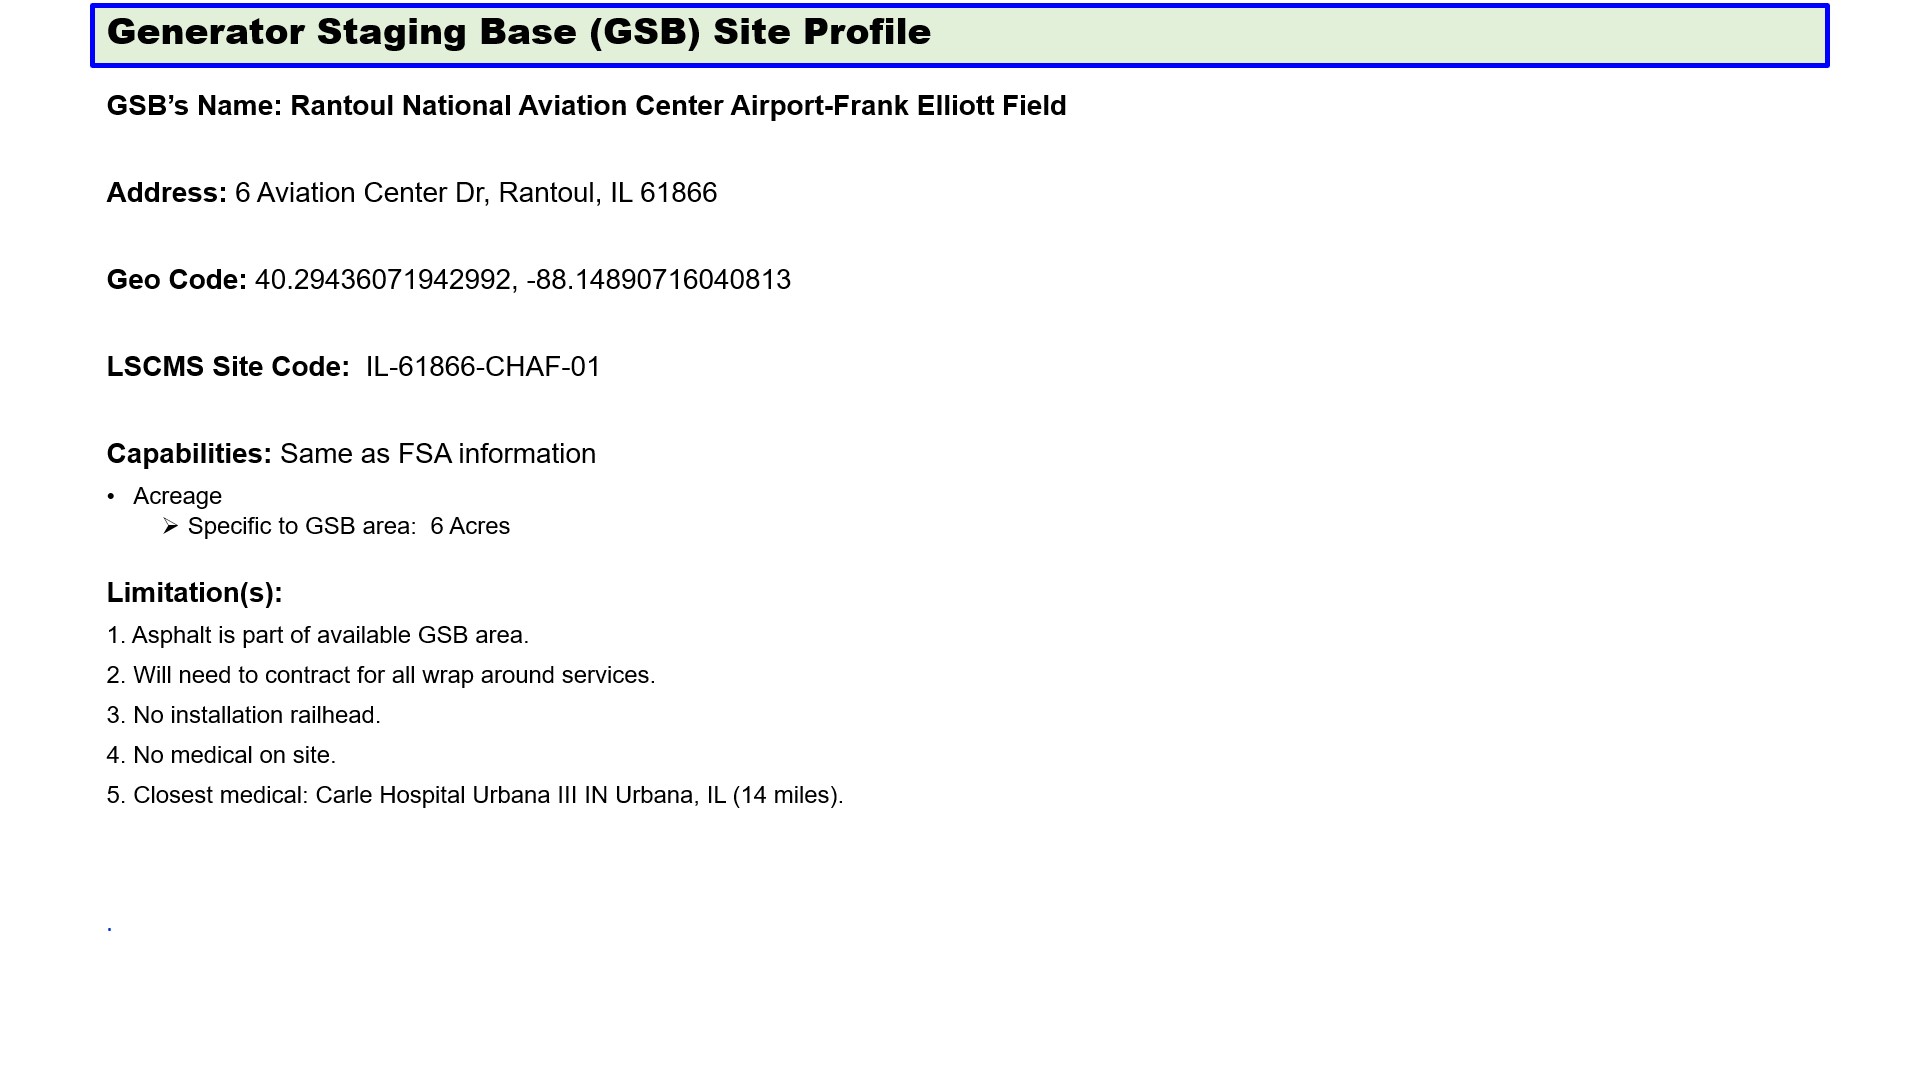 Generator Staging Base (GSB) Site Profile
GSB’s Name: Rantoul National Aviation Center Airport-Frank Elliott Field
Address: 6 Aviation Center Dr, Rantoul, IL 61866
Geo Code: 40.29436071942992, -88.14890716040813
LSCMS Site Code:  IL-61866-CHAF-01
Capabilities: Same as FSA information
• Acreage
➢ Specific to GSB area:  6 Acres
Limitation(s):
1. Asphalt is part of available GSB area.
2. Will need to contract for all wrap around services.
3. No installation railhead.
4. No medical on site.
5. Closest medical: Carle Hospital Urbana III IN Urbana, IL (14 miles).
.